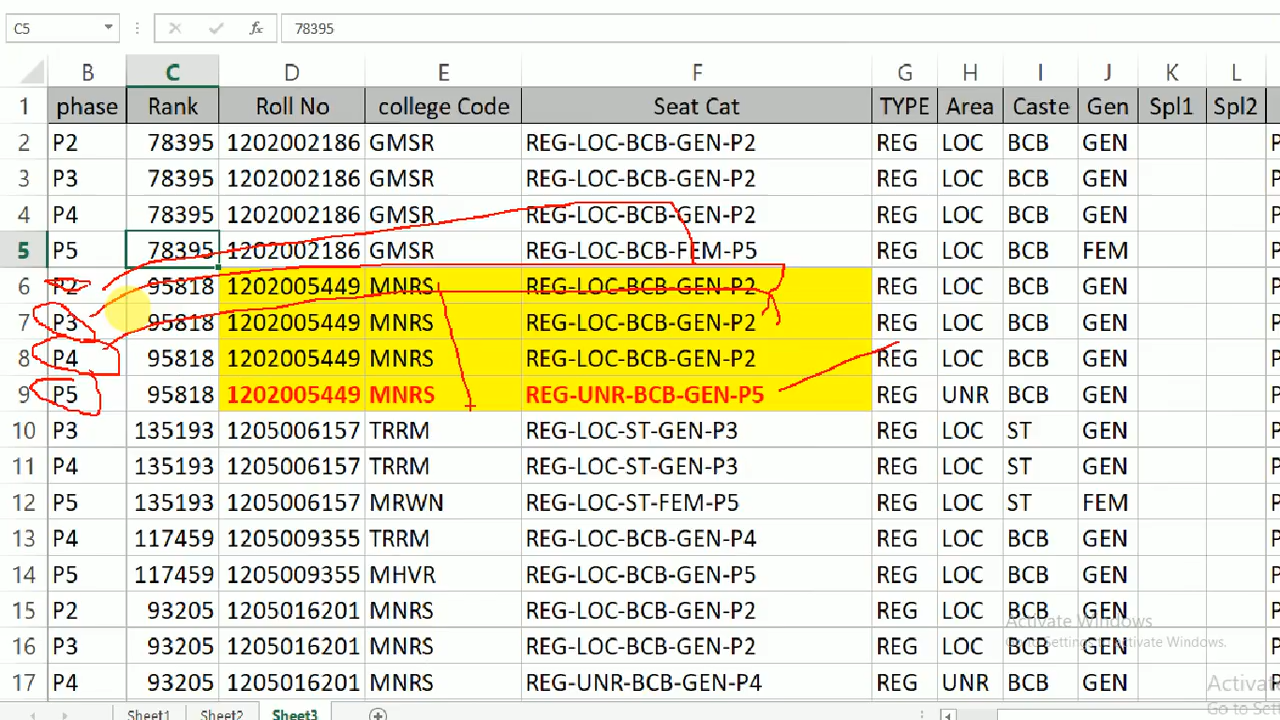 C5 fx 78395
B C D E F G H I J K L
1 phase Rank Roll No college Code Seat Cat TYPE Area Caste Gen Spl1 Spl2
2 P2 78395 1202002186 GMSR REG-LOC-BCB-GEN-P2 REG LOC BCB GEN
3 P3 78395 1202002186 GMSR REG-LOC-BCB-GEN-P2 REG LOC BCB GEN P
4 P4 78395 1202002186 GMSR REG-LOC-BCB-GEN-P2 REG LOC BCB GEN P
5 P5 78395 1202002186 GMSR REG-LOC-BCB-FEM-P5 REG LOC BCB FEM P
6 P2 95818 1202005449 MNRS REG-LOC-BCB-GEN-P2 REG LOC BCB GEN
7 P3 95818 1202005449 MNRS REG-LOC-BCB-GEN-P2 REG LOC BCB GEN P
8 P4 95818 1202005449 MNRS REG-LOC-BCB-GEN-P2 REG LOC BCB GEN P
9 P5 95818 1202005449 MNRS REG-UNR-BCB-GEN-P5 REG UNR BCB GEN P
10 P3 135193 1205006157 TRRM REG-LOC-ST-GEN-P3 REG LOC ST GEN
11 P4 135193 1205006157 TRRM REG-LOC-ST-GEN-P3 REG LOC ST GEN P
12 P5 135193 1205006157 MRWN REG-LOC-ST-FEM-P5 REG LOC ST FEM P
13 P4 117459 1205009355 TRRM REG-LOC-BCB-GEN-P4 REG LOC BCB GEN
14 P5 117459 1205009355 MHVR REG-LOC-BCB-GEN-P5 REG LOC BCB GEN P
15 P2 93205 1205016201 MNRS REG-LOC-BCB-GEN-P2 REG LOC BCB GEN
Activate Windows
16 P3 93205 1205016201 MNRS REG-LOC-BCB-GEN-P2 REG LOC BCB GEN P
Go to Settings to activate Windows.
17 P4 93205 1205016201 MNRS REG-UNR-BCB-GEN-P4 REG UNR BCB GEN P
Activat
Go to Set
Sheet1 Sheet2 Sheet3